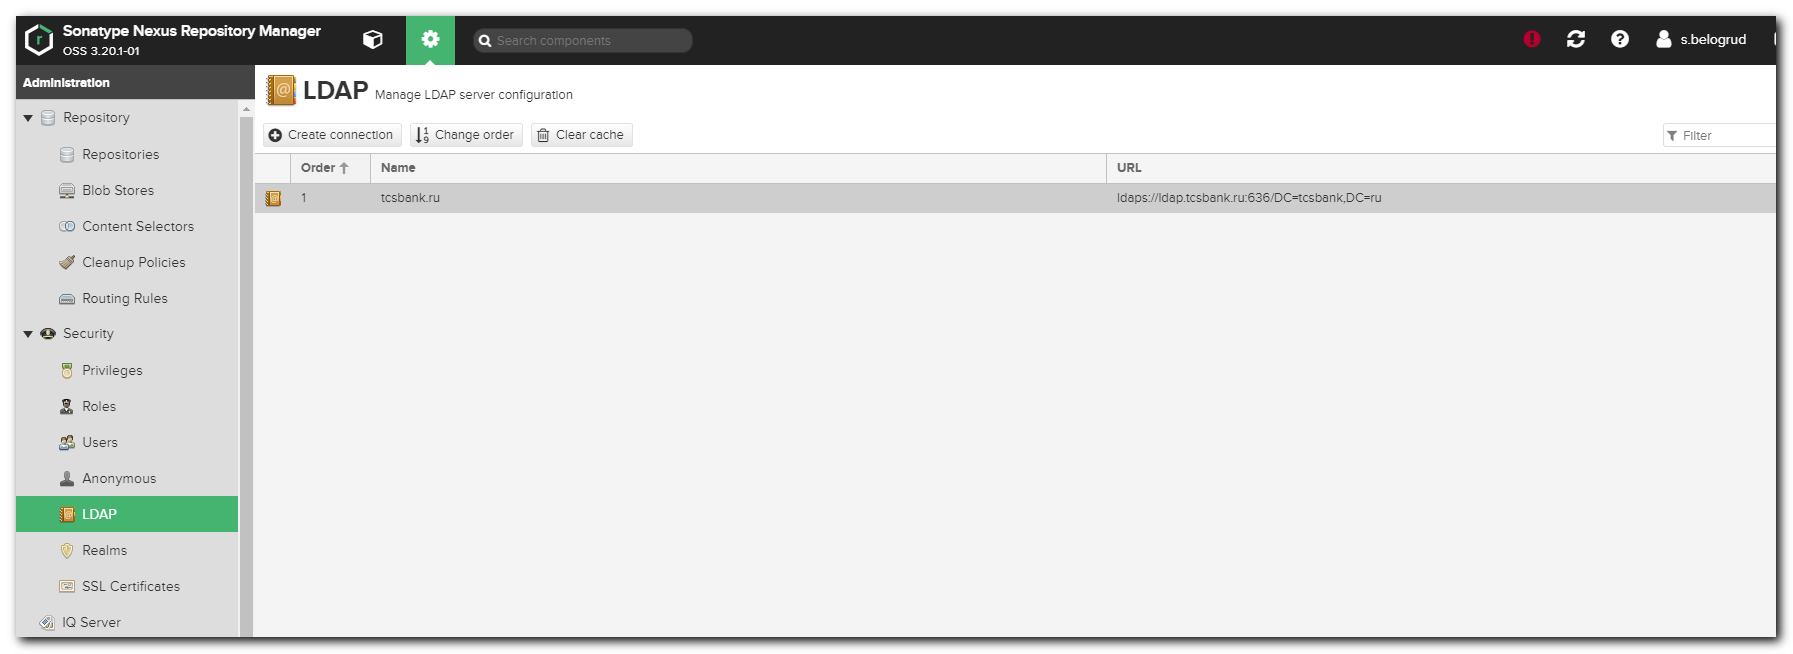 Sonatype Nexus Repository Manager
OSS 3.20.1-01
Search components
s.belogrud
Administration
Repository
Repositories
Blob Stores
Content Selectors
Cleanup Policies
Routing Rules
Security
Privileges
Roles
Users
Anonymous
LDAP
Realms
SSL Certificates
IQ Server
LDAP Manage LDAP server configuration
Create connection Change order Clear cache
Filter
Order Name URL
1 tcsbank.ru ldaps://ldap.tcsbank.ru:636/DC=tcsbank,DC=ru